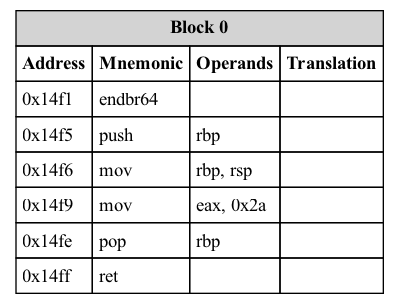 Block 0
Address Mnemonic Operands Translation
0x14f1 endbr64
0x14f5 push rbp
0x14f6 mov rbp, rsp
0x14f9 mov eax, 0x2a
0x14fe pop rbp
0x14ff ret